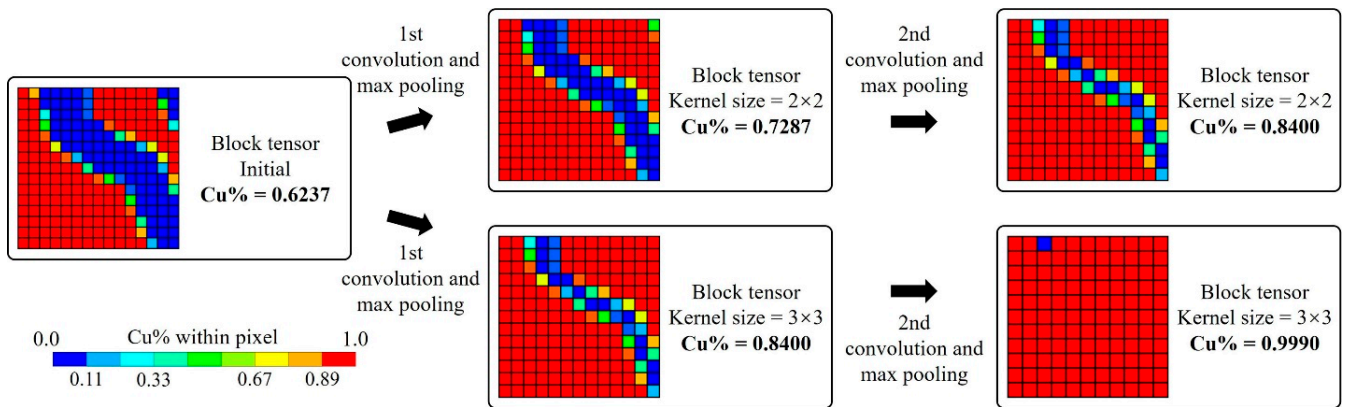 Block tensor
Initial
Cu% = 0.6237
1st
convolution and
max pooling
Block tensor
Kernel size = 2×2
Cu% = 0.7287
2nd
convolution and
max pooling
Block tensor
Kernel size = 2×2
Cu% = 0.8400
1st
convolution and
max pooling
Block tensor
Kernel size = 3×3
Cu% = 0.8400
2nd
convolution and
max pooling
Block tensor
Kernel size = 3×3
Cu% = 0.9990
0.0 Cu% within pixel 1.0
0.11 0.33 0.67 0.89